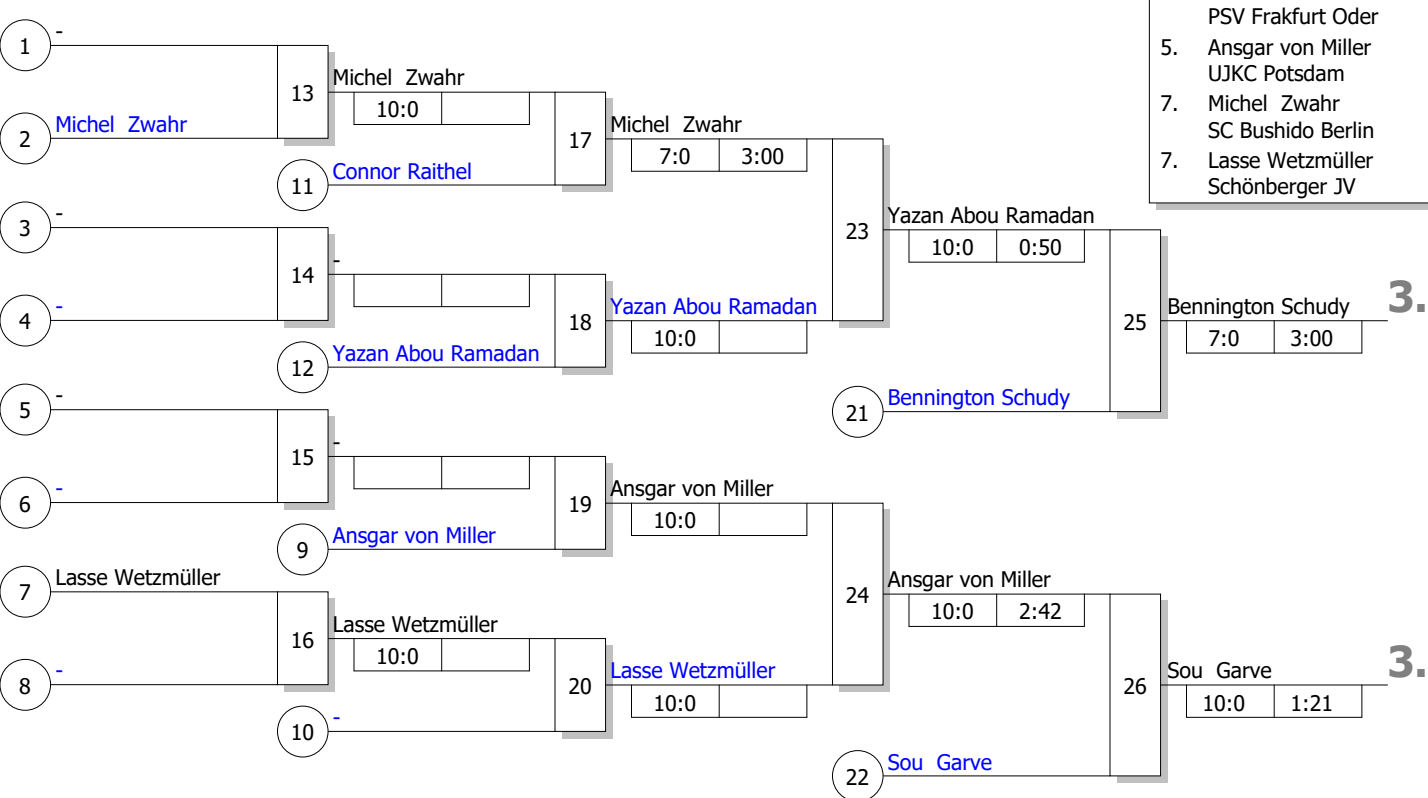 PSV Frakfurt Oder
5. Ansgar von Miller
UJKC Potsdam
7. Michel Zwahr
SC Bushido Berlin
7. Lasse Wetzmüller
Schönberger JV
1 -
13
Michel Zwahr
10:0
2 Michel Zwahr
17
Michel Zwahr
7:0 3:00
11 Connor Raithel
3 -
14
-
4 -
18
Yazan Abou Ramadan
10:0
12 Yazan Abou Ramadan
23
Yazan Abou Ramadan
10:0 0:50
25
Bennington Schudy
7:0 3:00
3.
21 Bennington Schudy
5 -
15
-
6 -
19
Ansgar von Miller
10:0
9 Ansgar von Miller
7 Lasse Wetzmüller
16
Lasse Wetzmüller
10:0
8 -
20
Lasse Wetzmüller
10:0
10 -
24
Ansgar von Miller
10:0 2:42
26
Sou Garve
10:0 1:21
3.
22 Sou Garve